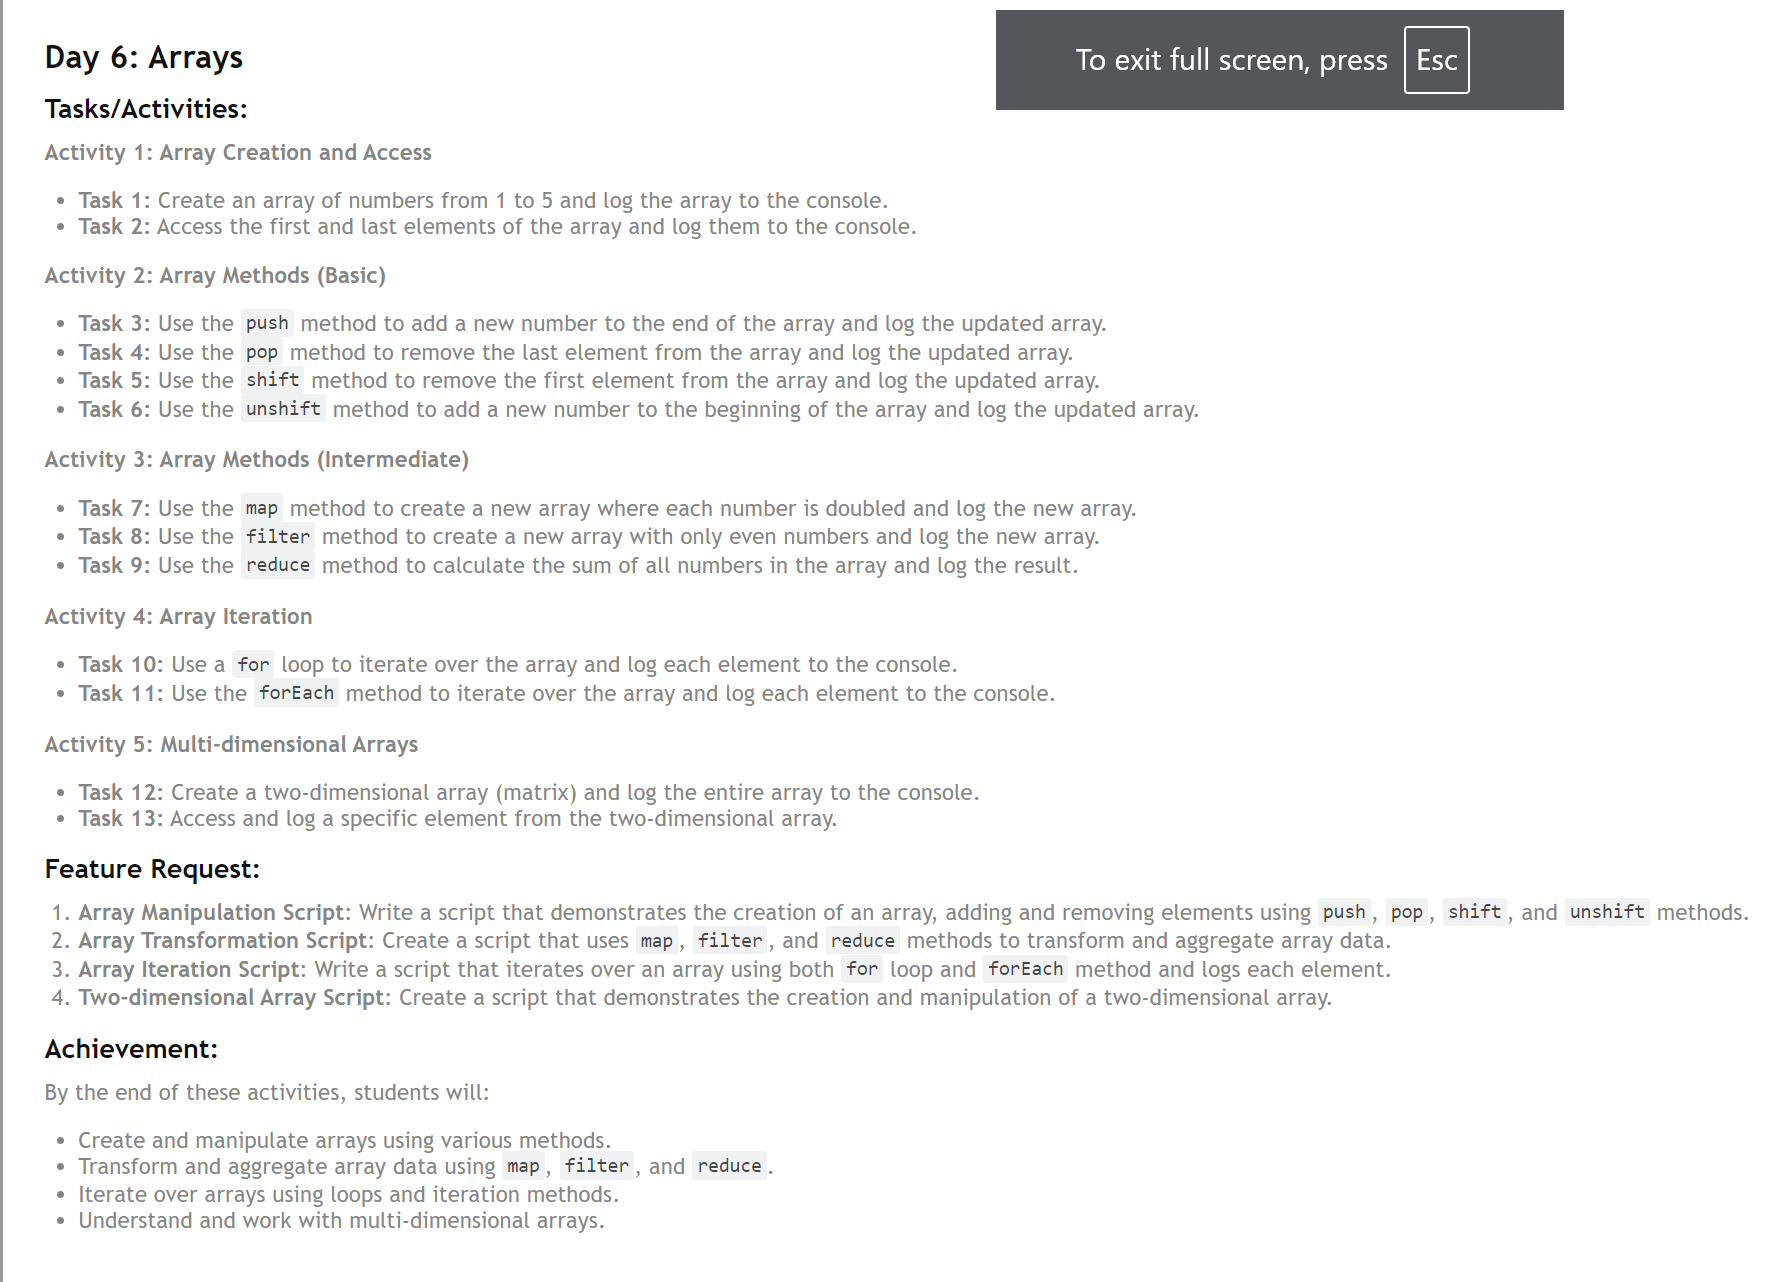 To exit full screen, press Esc
Day 6: Arrays
Tasks/Activities:
Activity 1: Array Creation and Access
• Task 1: Create an array of numbers from 1 to 5 and log the array to the console.
• Task 2: Access the first and last elements of the array and log them to the console.
Activity 2: Array Methods (Basic)
• Task 3: Use the push method to add a new number to the end of the array and log the updated array.
• Task 4: Use the pop method to remove the last element from the array and log the updated array.
• Task 5: Use the shift method to remove the first element from the array and log the updated array.
• Task 6: Use the unshift method to add a new number to the beginning of the array and log the updated array.
Activity 3: Array Methods (Intermediate)
• Task 7: Use the map method to create a new array where each number is doubled and log the new array.
• Task 8: Use the filter method to create a new array with only even numbers and log the new array.
• Task 9: Use the reduce method to calculate the sum of all numbers in the array and log the result.
Activity 4: Array Iteration
• Task 10: Use a for loop to iterate over the array and log each element to the console.
• Task 11: Use the forEach method to iterate over the array and log each element to the console.
Activity 5: Multi-dimensional Arrays
• Task 12: Create a two-dimensional array (matrix) and log the entire array to the console.
• Task 13: Access and log a specific element from the two-dimensional array.
Feature Request:
1. Array Manipulation Script: Write a script that demonstrates the creation of an array, adding and removing elements using push, pop, shift, and unshift methods.
2. Array Transformation Script: Create a script that uses map, filter, and reduce methods to transform and aggregate array data.
3. Array Iteration Script: Write a script that iterates over an array using both for loop and forEach method and logs each element.
4. Two-dimensional Array Script: Create a script that demonstrates the creation and manipulation of a two-dimensional array.
Achievement:
By the end of these activities, students will:
• Create and manipulate arrays using various methods.
• Transform and aggregate array data using map, filter, and reduce.
• Iterate over arrays using loops and iteration methods.
• Understand and work with multi-dimensional arrays.